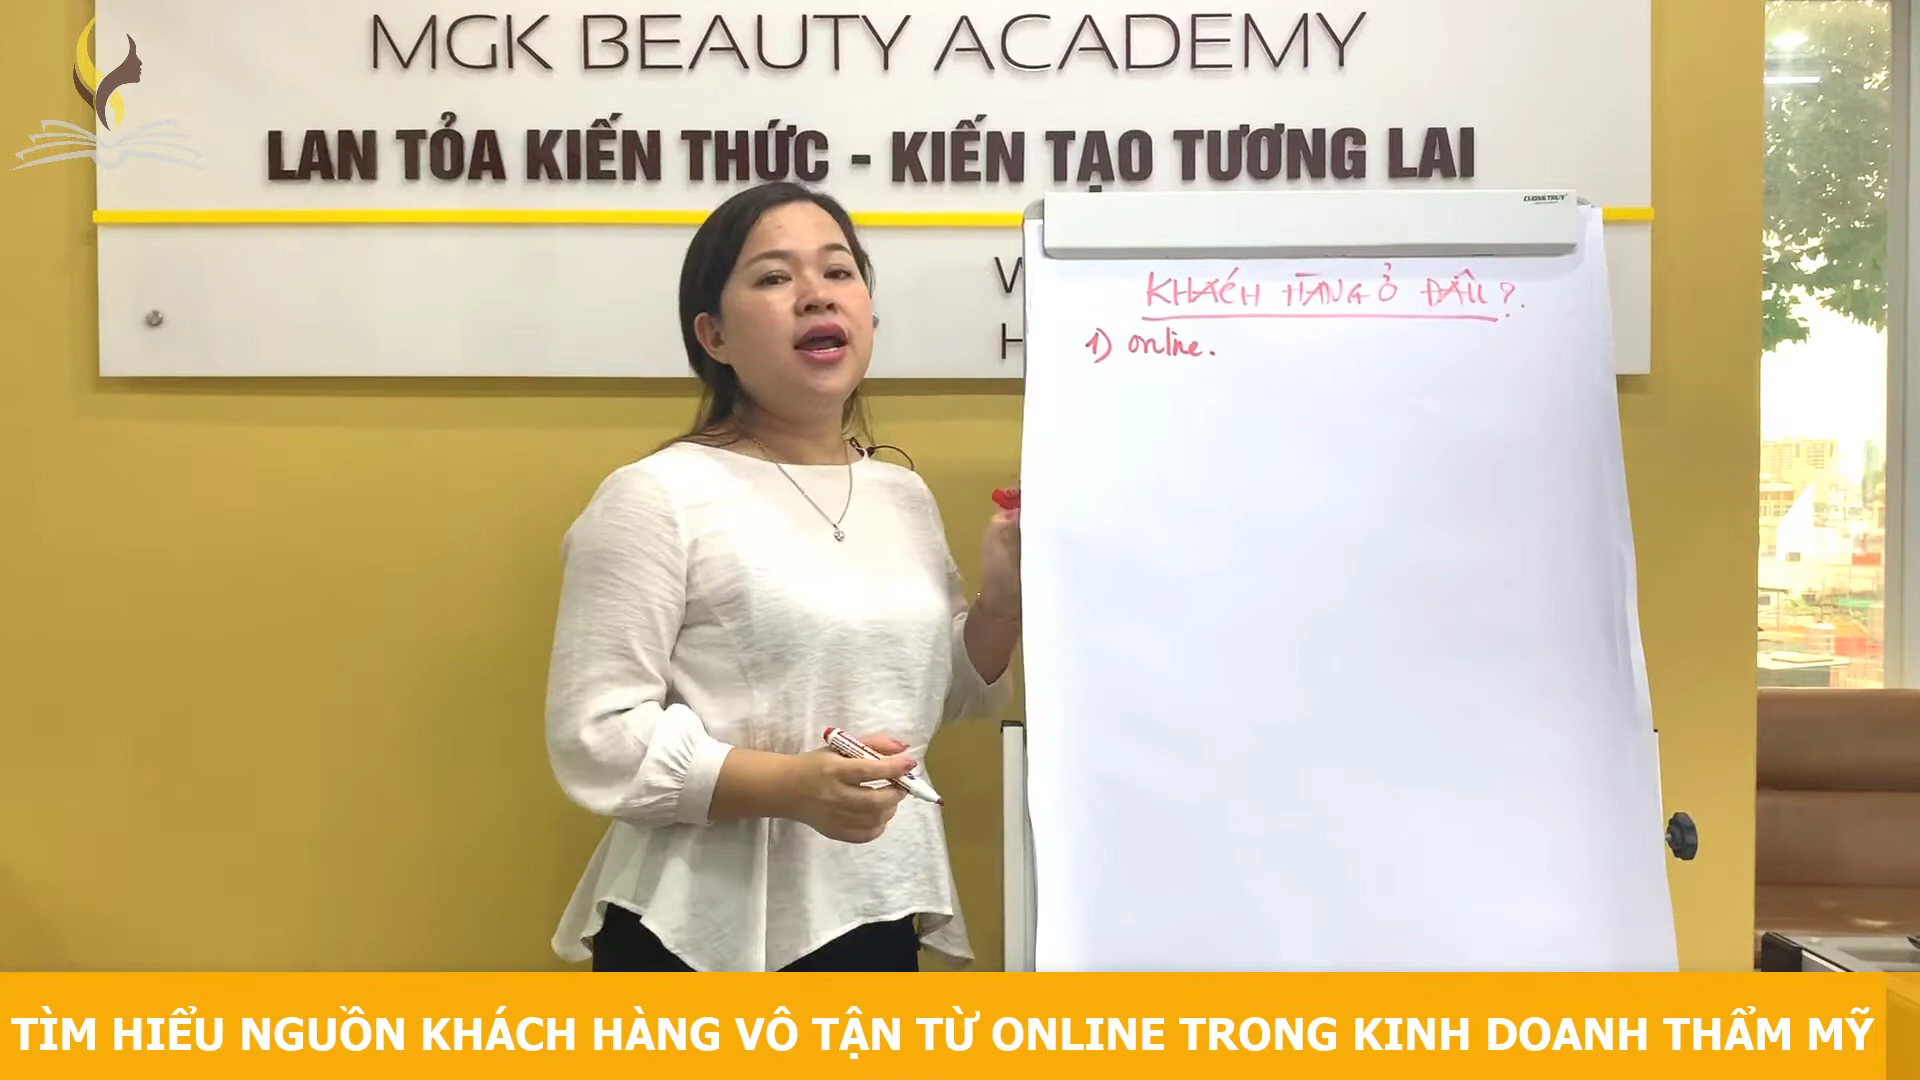 MGK BEAUTY ACADEMY
LAN TỎA KIẾN THỨC - KIẾN TẠO TƯƠNG LAI
CUONGTHUY
W
H
KHÁCH HÀNG Ở ĐÂU?
1) online.
TÌM HIỂU NGUỒN KHÁCH HÀNG VÔ TẬN TỪ ONLINE TRONG KINH DOANH THẨM MỸ